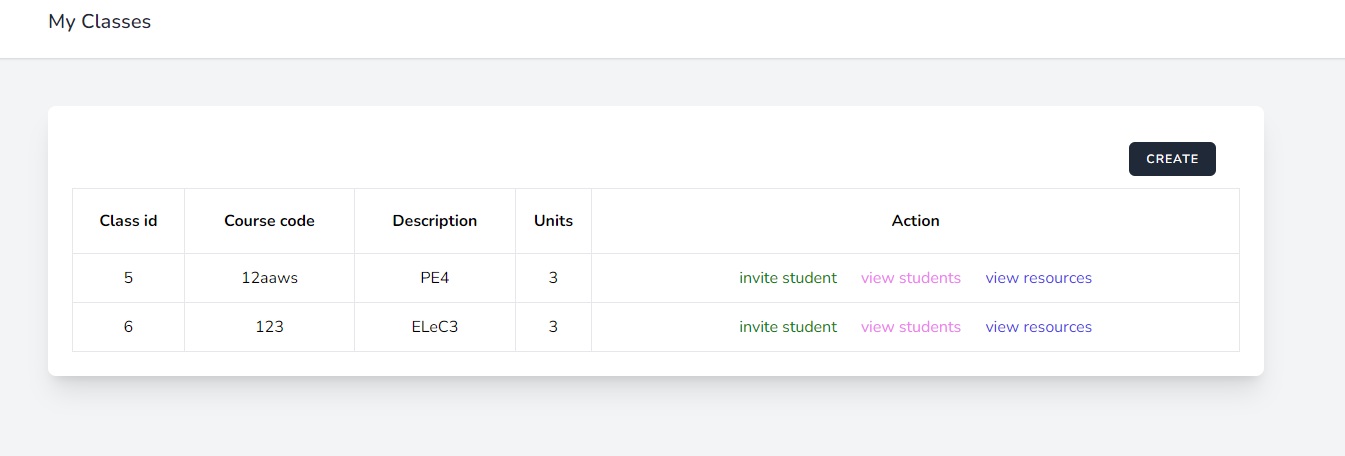 My Classes
CREATE
Class id Course code Description Units Action
5 12aaws PE4 3 invite student view students view resources
6 123 ELeC3 3 invite student view students view resources